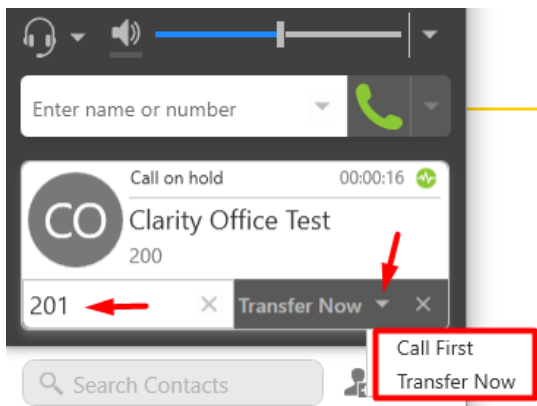 Enter name or number
Call on hold 00:00:16
CO
Clarity Office Test
200
201 Transfer Now
Call First
Transfer Now
Search Contacts